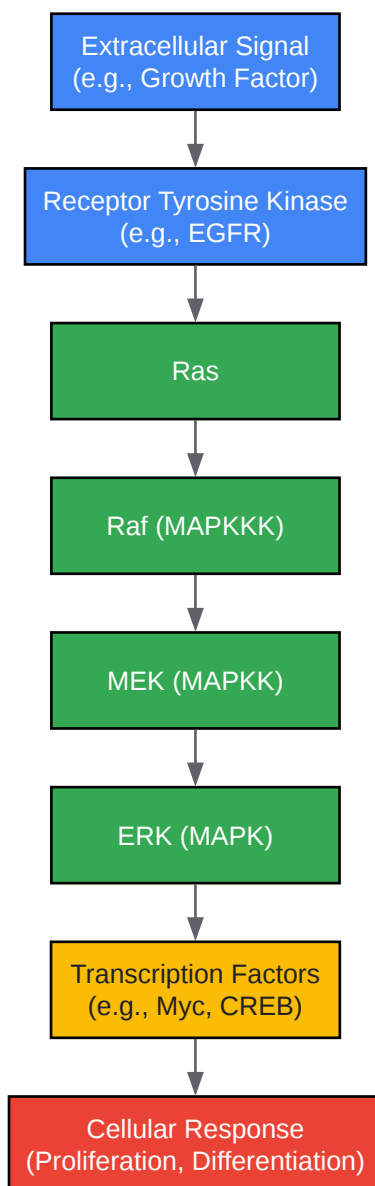 Extracellular Signal
(e.g., Growth Factor)
Receptor Tyrosine Kinase
(e.g., EGFR)
Ras
Raf (MAPKKK)
MEK (MAPKK)
ERK (MAPK)
Transcription Factors
(e.g., Myc, CREB)
Cellular Response
(Proliferation, Differentiation)